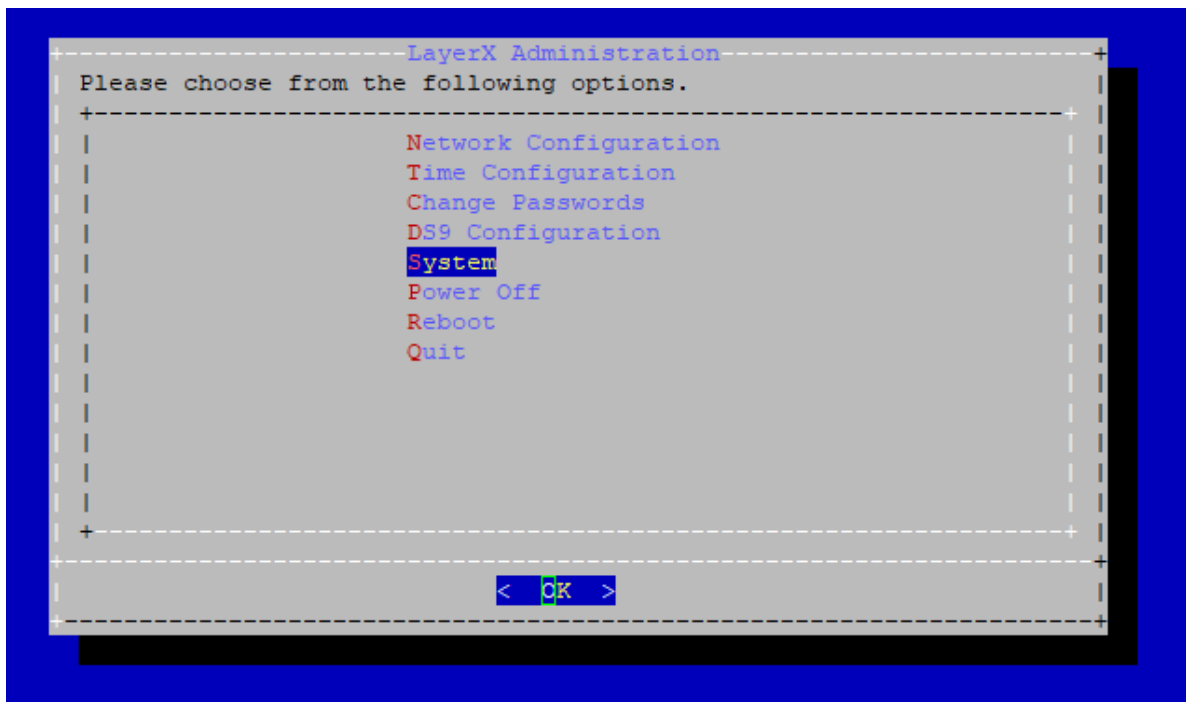 LayerX Administration
Please choose from the following options.
Network Configuration
Time Configuration
Change Passwords
DS9 Configuration
System
Power Off
Reboot
Quit
< OK >